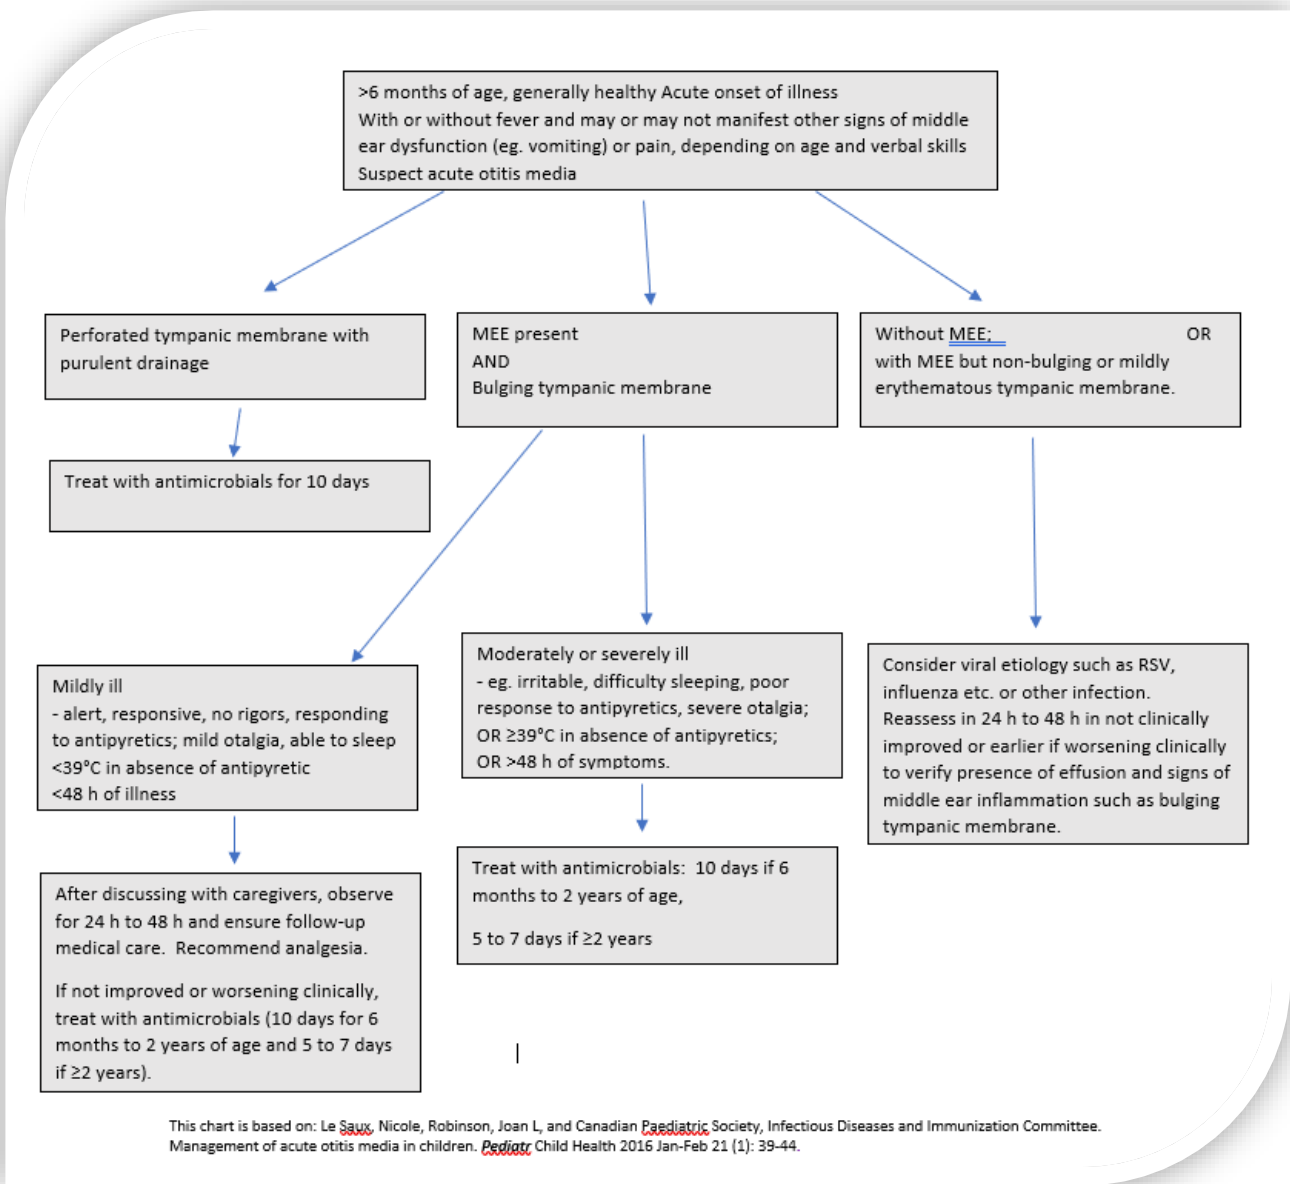 >6 months of age, generally healthy Acute onset of illness
With or without fever and may or may not manifest other signs of middle
ear dysfunction (eg. vomiting) or pain, depending on age and verbal skills
Suspect acute otitis media
Perforated tympanic membrane with
purulent drainage
MEE present
AND
Bulging tympanic membrane
Without MEE; OR
with MEE but non-bulging or mildly
erythematous tympanic membrane.
Treat with antimicrobials for 10 days
Mildly ill
- alert, responsive, no rigors, responding
to antipyretics; mild otalgia, able to sleep
<39°C in absence of antipyretic
<48 h of illness
Moderately or severely ill
- eg. irritable, difficulty sleeping, poor
response to antipyretics, severe otalgia;
OR ≥39°C in absence of antipyretics;
OR >48 h of symptoms.
Consider viral etiology such as RSV,
influenza etc. or other infection.
Reassess in 24 h to 48 h in not clinically
improved or earlier if worsening clinically
to verify presence of effusion and signs of
middle ear inflammation such as bulging
tympanic membrane.
After discussing with caregivers, observe
for 24 h to 48 h and ensure follow-up
medical care. Recommend analgesia.
If not improved or worsening clinically,
treat with antimicrobials (10 days for 6
months to 2 years of age and 5 to 7 days
if ≥2 years).
Treat with antimicrobials: 10 days if 6
months to 2 years of age,
5 to 7 days if ≥2 years
This chart is based on: Le Saux, Nicole, Robinson, Joan L, and Canadian Paediatric Society, Infectious Diseases and Immunization Committee.
Management of acute otitis media in children. Pediatr Child Health 2016 Jan-Feb 21 (1): 39-44.